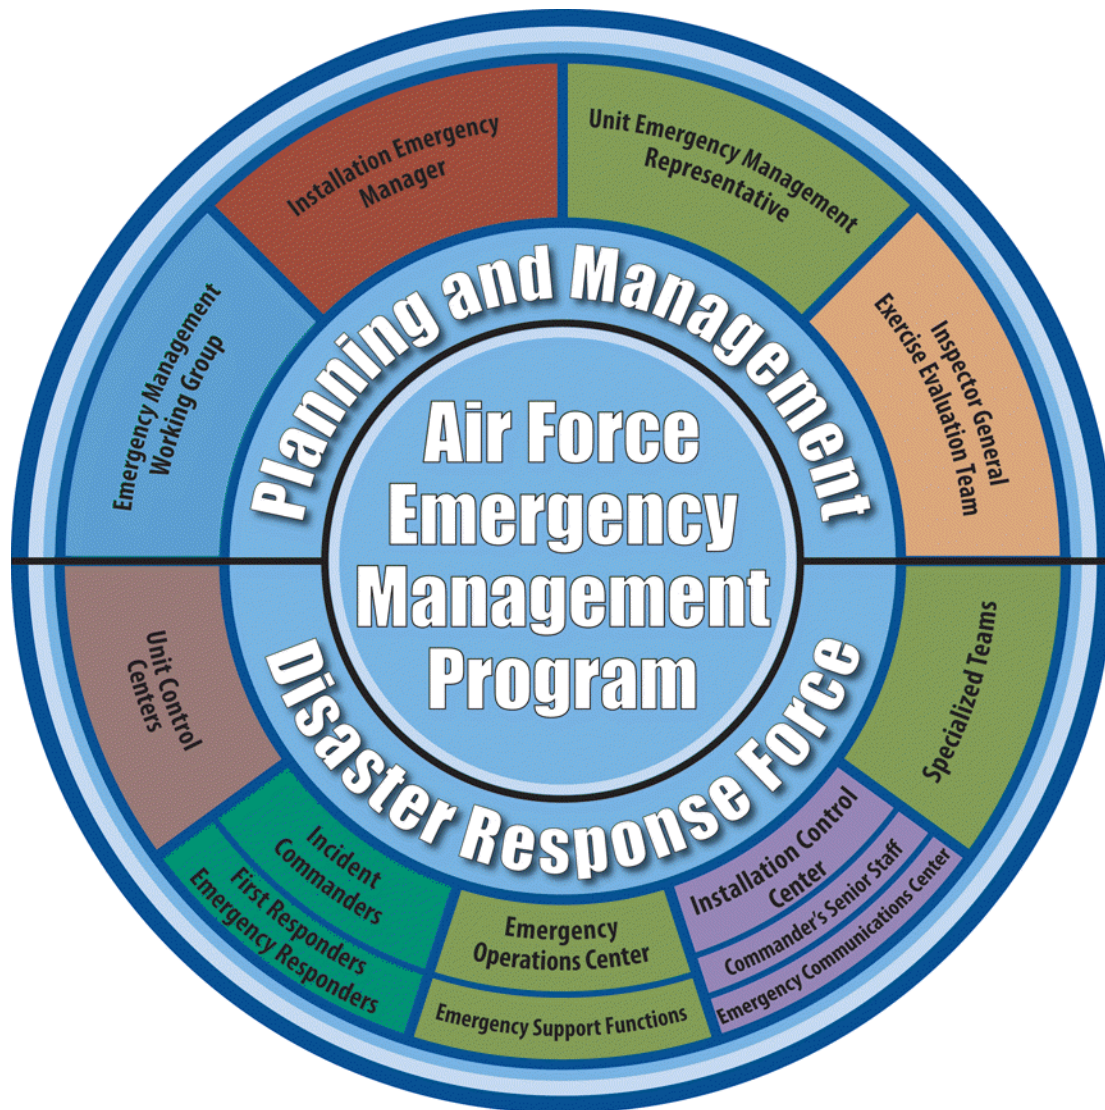 Installation Emergency
Manager
Unit Emergency Management
Representative
Emergency Management
Working Group
Inspector General
Exercise Evaluation Team
Planning and Management
Air Force
Emergency
Management
Program
Disaster Response Force
Unit Control
Centers
Incident
Commanders
First Responders
Emergency Responders
Emergency
Operations Center
Emergency Support Functions
Installation Control
Center
Commander's Senior Staff
Emergency Communications Center
Specialized Teams